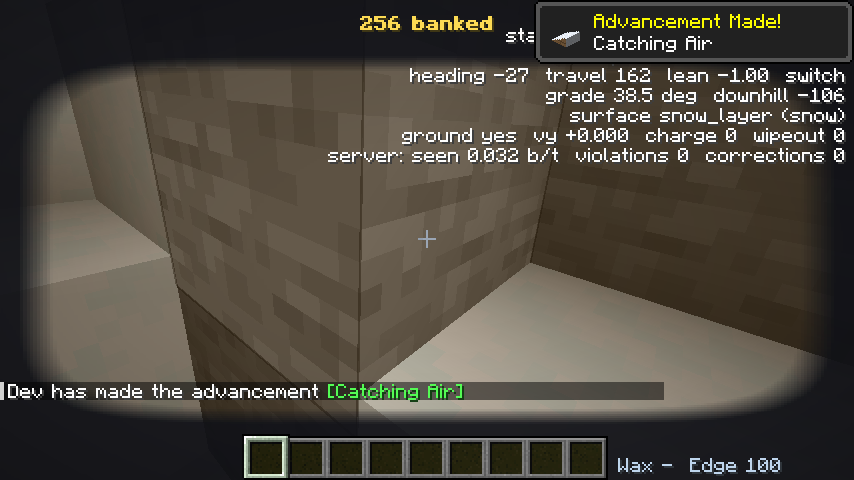 256 banked
sta
Advancement Made!
Catching Air
heading -27 travel 162 lean -1.00 switch
grade 38.5 deg downhill -106
surface snow_layer (snow)
ground yes vy +0.000 charge 0 wipeout 0
server: seen 0.032 b/t violations 0 corrections 0
Dev has made the advancement [Catching Air]
Wax - Edge 100